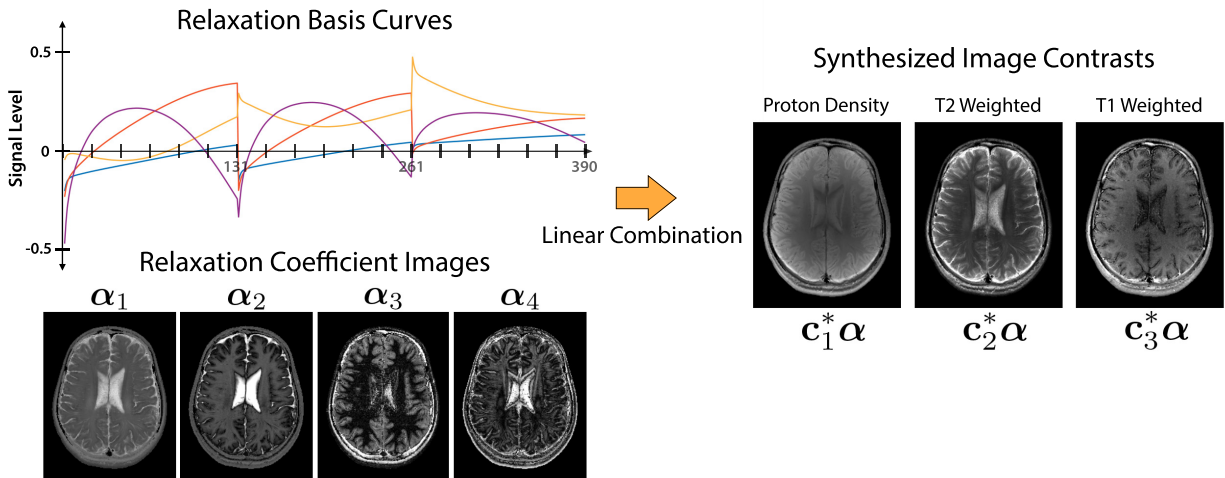 Relaxation Basis Curves
0.5
0
-0.5
Signal Level
131
261
390
Linear Combination
Relaxation Coefficient Images
α₁ α₂ α₃ α₄
Synthesized Image Contrasts
Proton Density T2 Weighted T1 Weighted
c₁*α c₂*α c₃*α